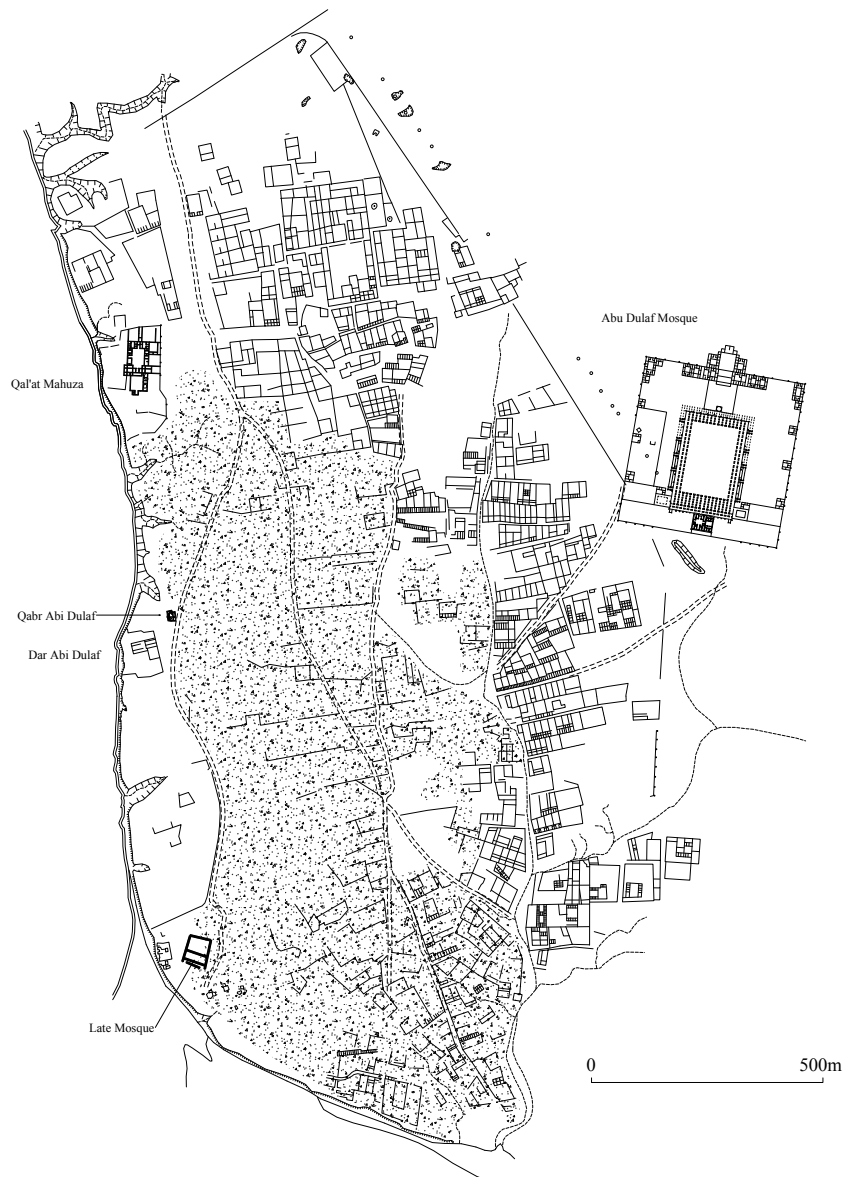 Abu Dulaf Mosque
Qal'at Mahuza
Qabr Abi Dulaf
Dar Abi Dulaf
Late Mosque
0 500m